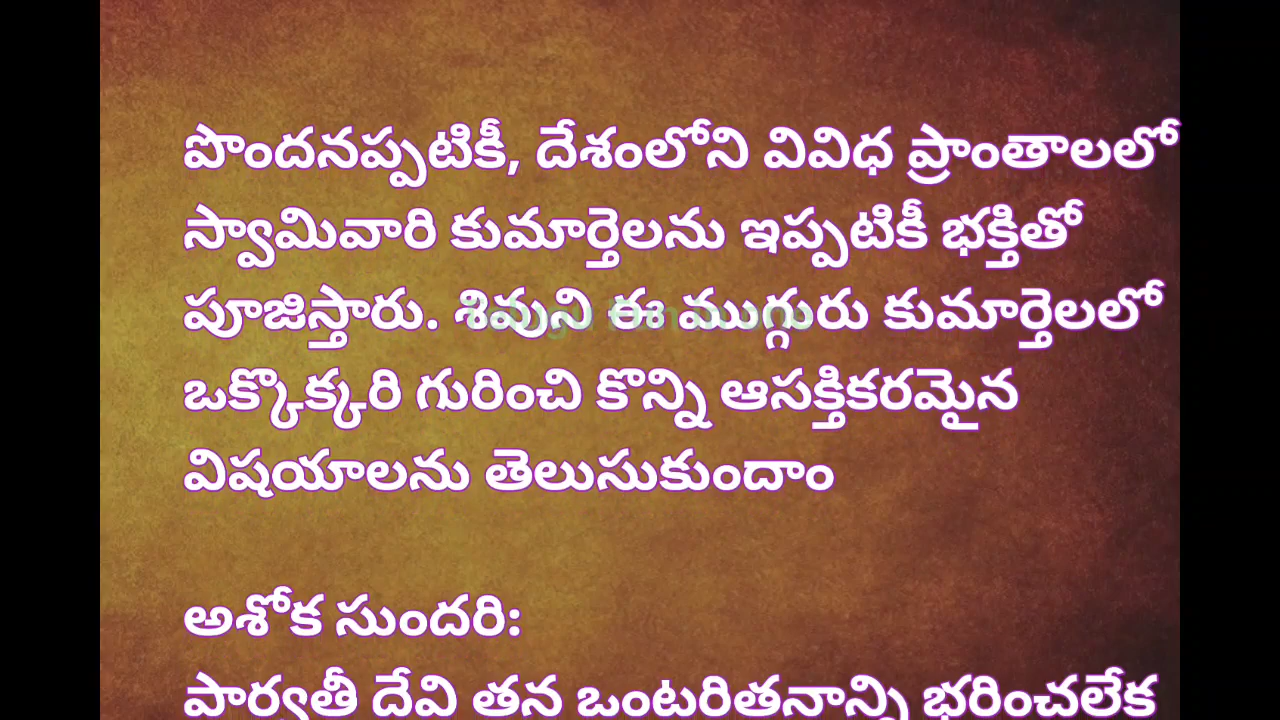 పొందనప్పటికీ, దేశంలోని వివిధ ప్రాంతాలలో
స్వామివారి కుమార్తెలను ఇప్పటికీ భక్తితో
పూజిస్తారు. శివుని ఈ ముగ్గురు కుమార్తెలలో
ఒక్కొక్కరి గురించి కొన్ని ఆసక్తికరమైన
విషయాలను తెలుసుకుందాం
అశోక సుందరి:
పార్వతీ దేవి తన ఒంటరితనాన్ని భరించలేక